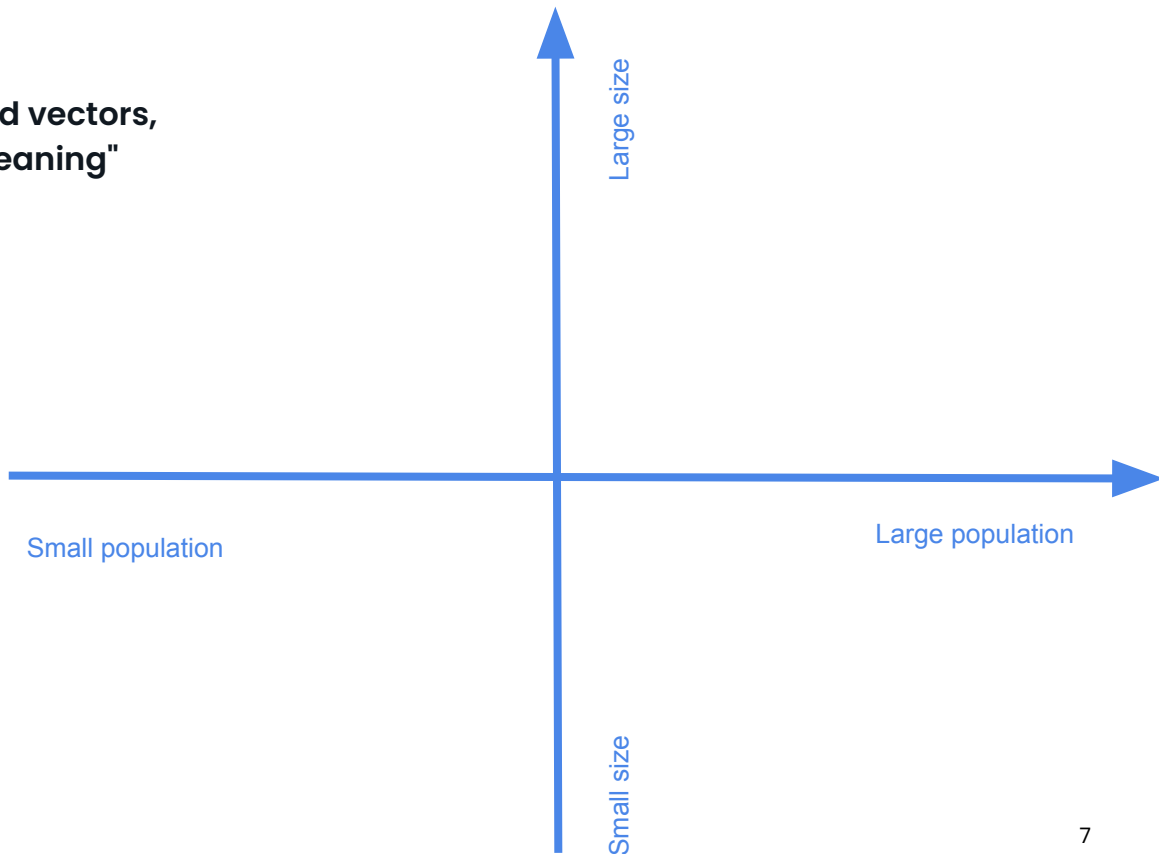 d vectors,
eaning"
Large size
Small population
Large population
Small size
7